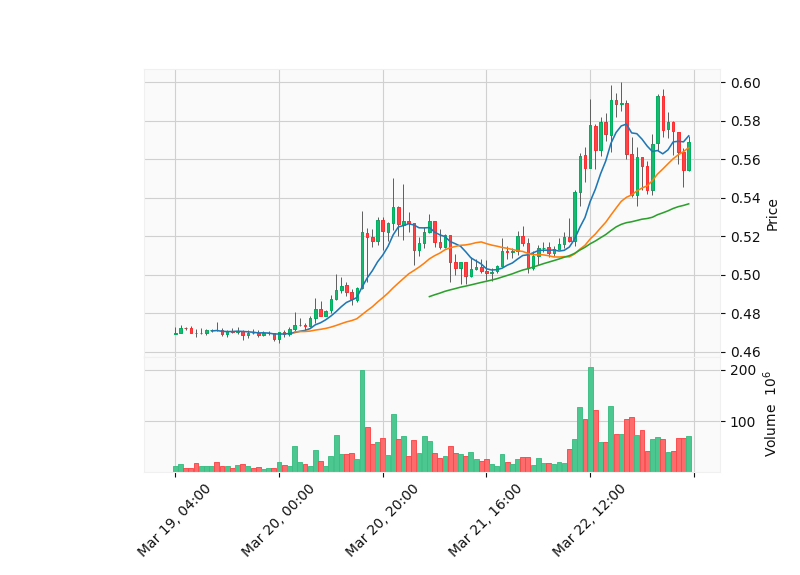 0.60
0.58
0.56
0.54
0.52
0.50
0.48
0.46
Price
200
100
Volume 10^6
Mar 19, 04:00
Mar 20, 00:00
Mar 20, 20:00
Mar 21, 16:00
Mar 22, 12:00